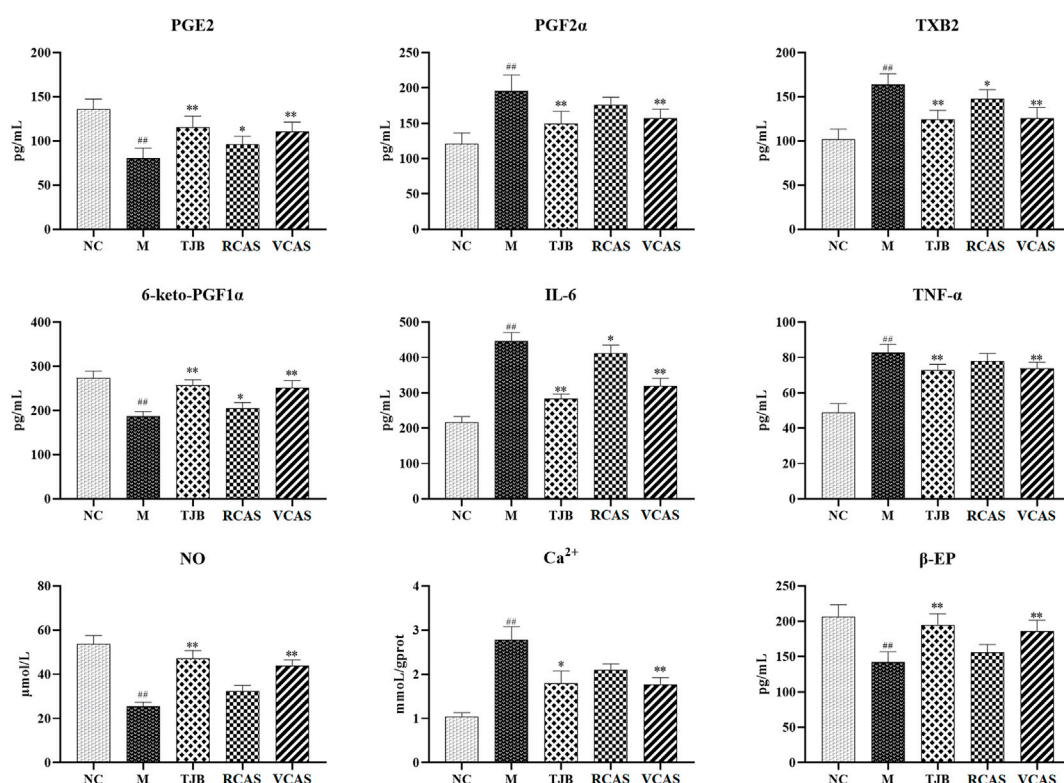 PGE2
PGF2α
TXB2
200
150
100
50
0
pg/mL
##
**
*
**
NC M TJB RCAS VCAS
250
200
150
100
50
0
pg/mL
##
**
**
NC M TJB RCAS VCAS
200
150
100
50
0
pg/mL
##
**
*
**
NC M TJB RCAS VCAS
6-keto-PGF1α
IL-6
TNF-α
400
300
200
100
0
pg/mL
##
**
*
**
NC M TJB RCAS VCAS
500
400
300
200
100
0
pg/mL
##
**
*
**
NC M TJB RCAS VCAS
100
80
60
40
20
0
pg/mL
##
**
**
NC M TJB RCAS VCAS
NO
Ca²⁺
β-EP
80
60
40
20
0
μmol/L
##
**
**
NC M TJB RCAS VCAS
4
3
2
1
0
mmoL/gprot
##
*
**
NC M TJB RCAS VCAS
250
200
150
100
50
0
pg/mL
##
**
**
NC M TJB RCAS VCAS